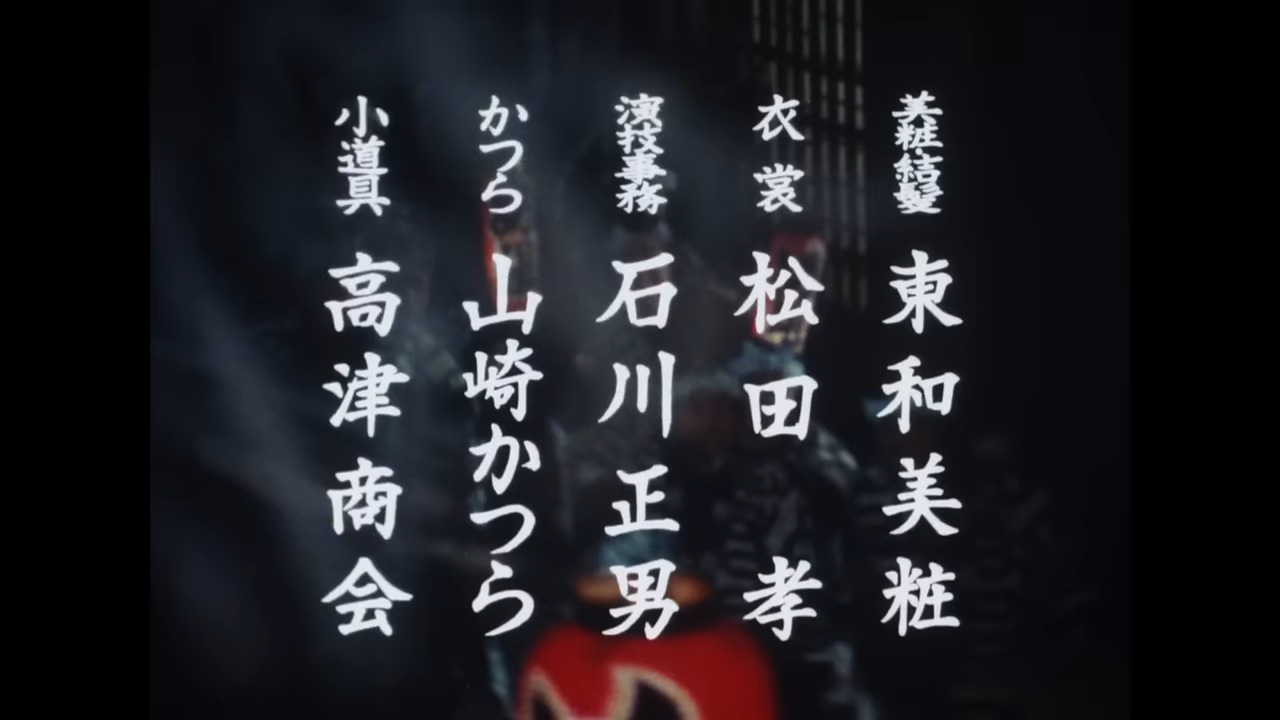 美粧・結髪 東和美粧
衣裳 松田孝
演技事務 石川正男
かつら 山崎かつら
小道具 高津商会